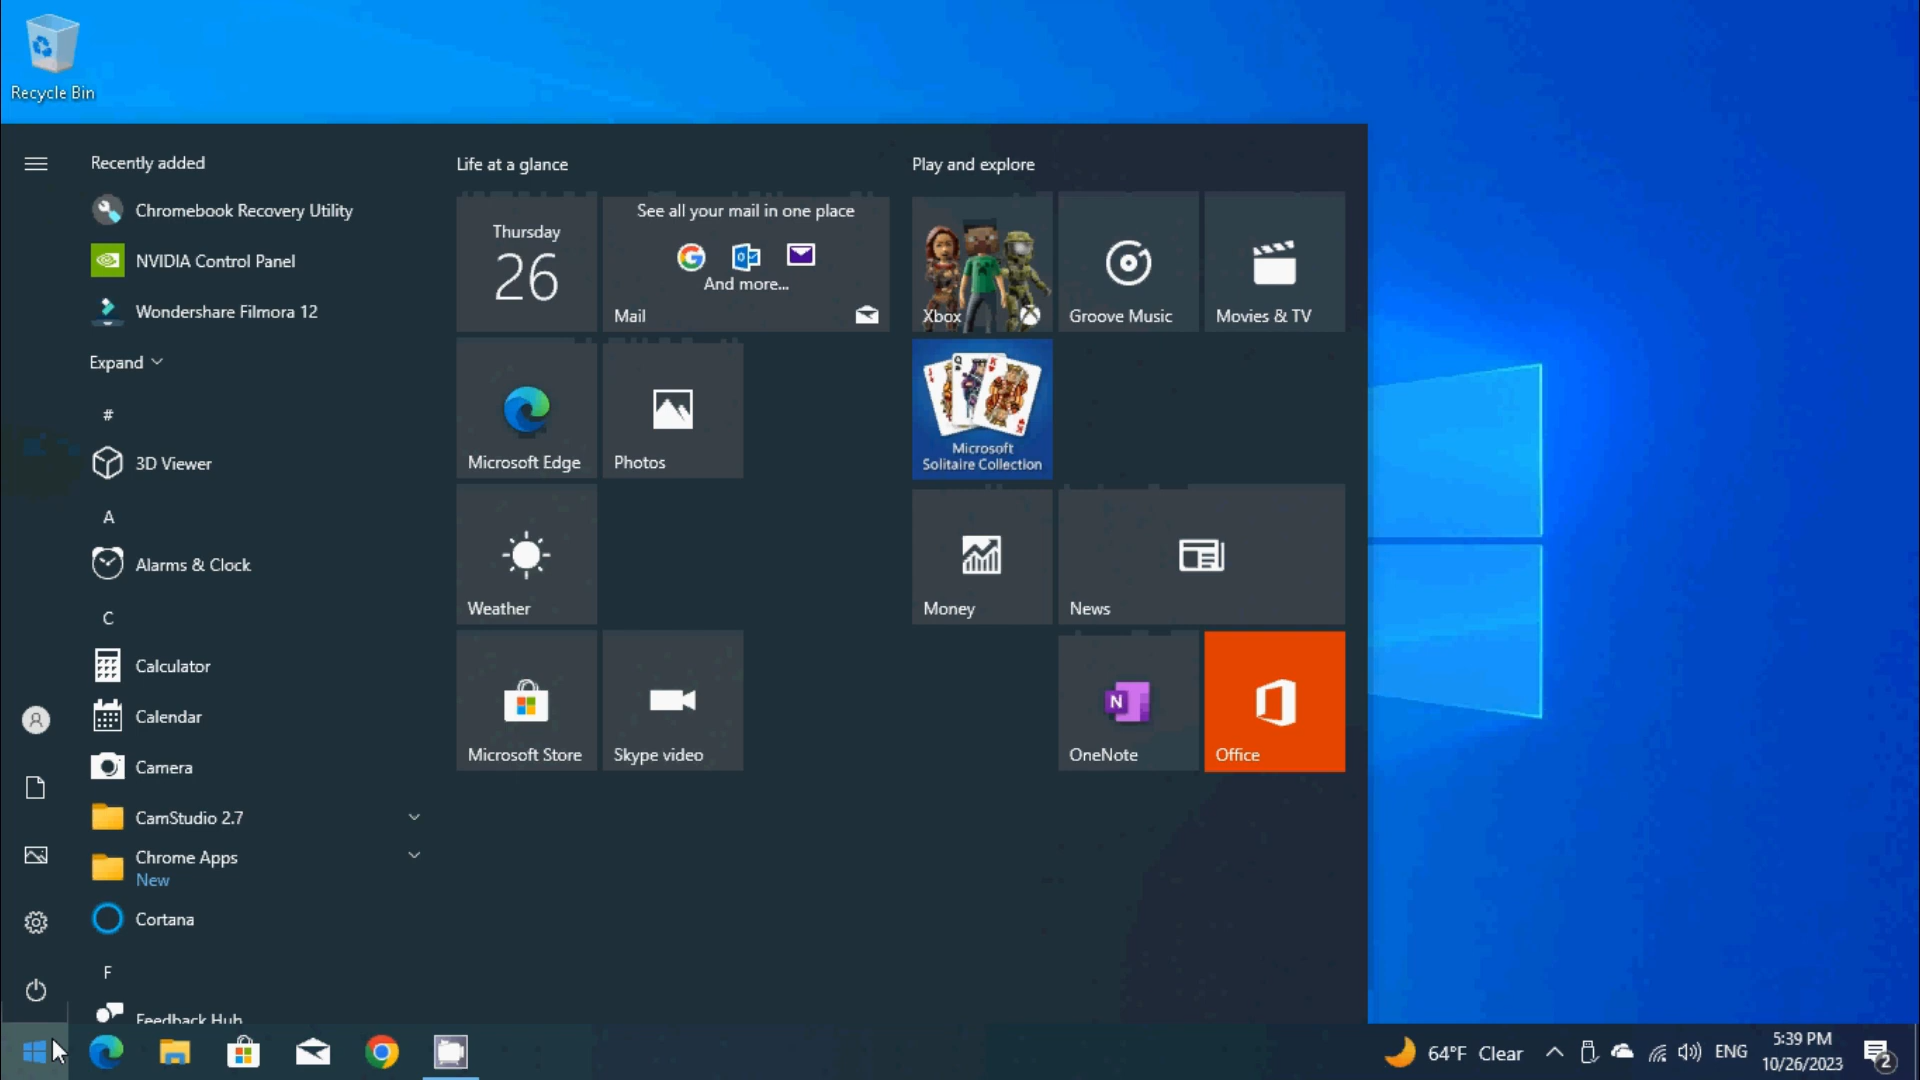 Recycle Bin
Recently added
Chromebook Recovery Utility
NVIDIA Control Panel
Wondershare Filmora 12
Expand
#
3D Viewer
A
Alarms & Clock
C
Calculator
Calendar
Camera
CamStudio 2.7
Chrome Apps
New
Cortana
F
Feedback Hub
Life at a glance
Thursday
26
See all your mail in one place
And more...
Mail
Microsoft Edge
Photos
Weather
Microsoft Store
Skype video
Play and explore
Xbox
Groove Music
Movies & TV
Microsoft
Solitaire Collection
Money
News
N
OneNote
Office
64°F Clear
ENG
5:39 PM
10/26/2023
2